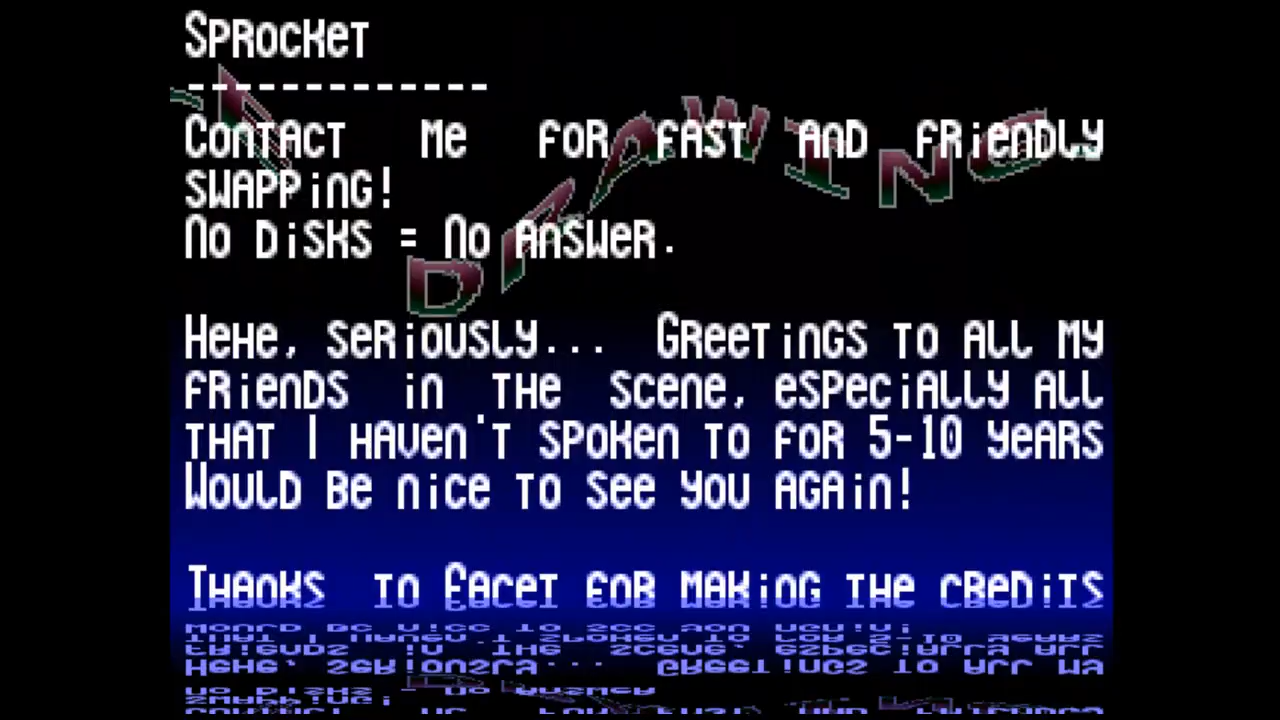 Sprocket
-------------
Contact me for fast and friendly
swapping!
No disks = No answer.
Hehe, seriously... Greetings to all my
friends in the scene, especially all
that I haven't spoken to for 5-10 years
Would be nice to see you again!
Thanks to Facet for making the credits
DRAWING